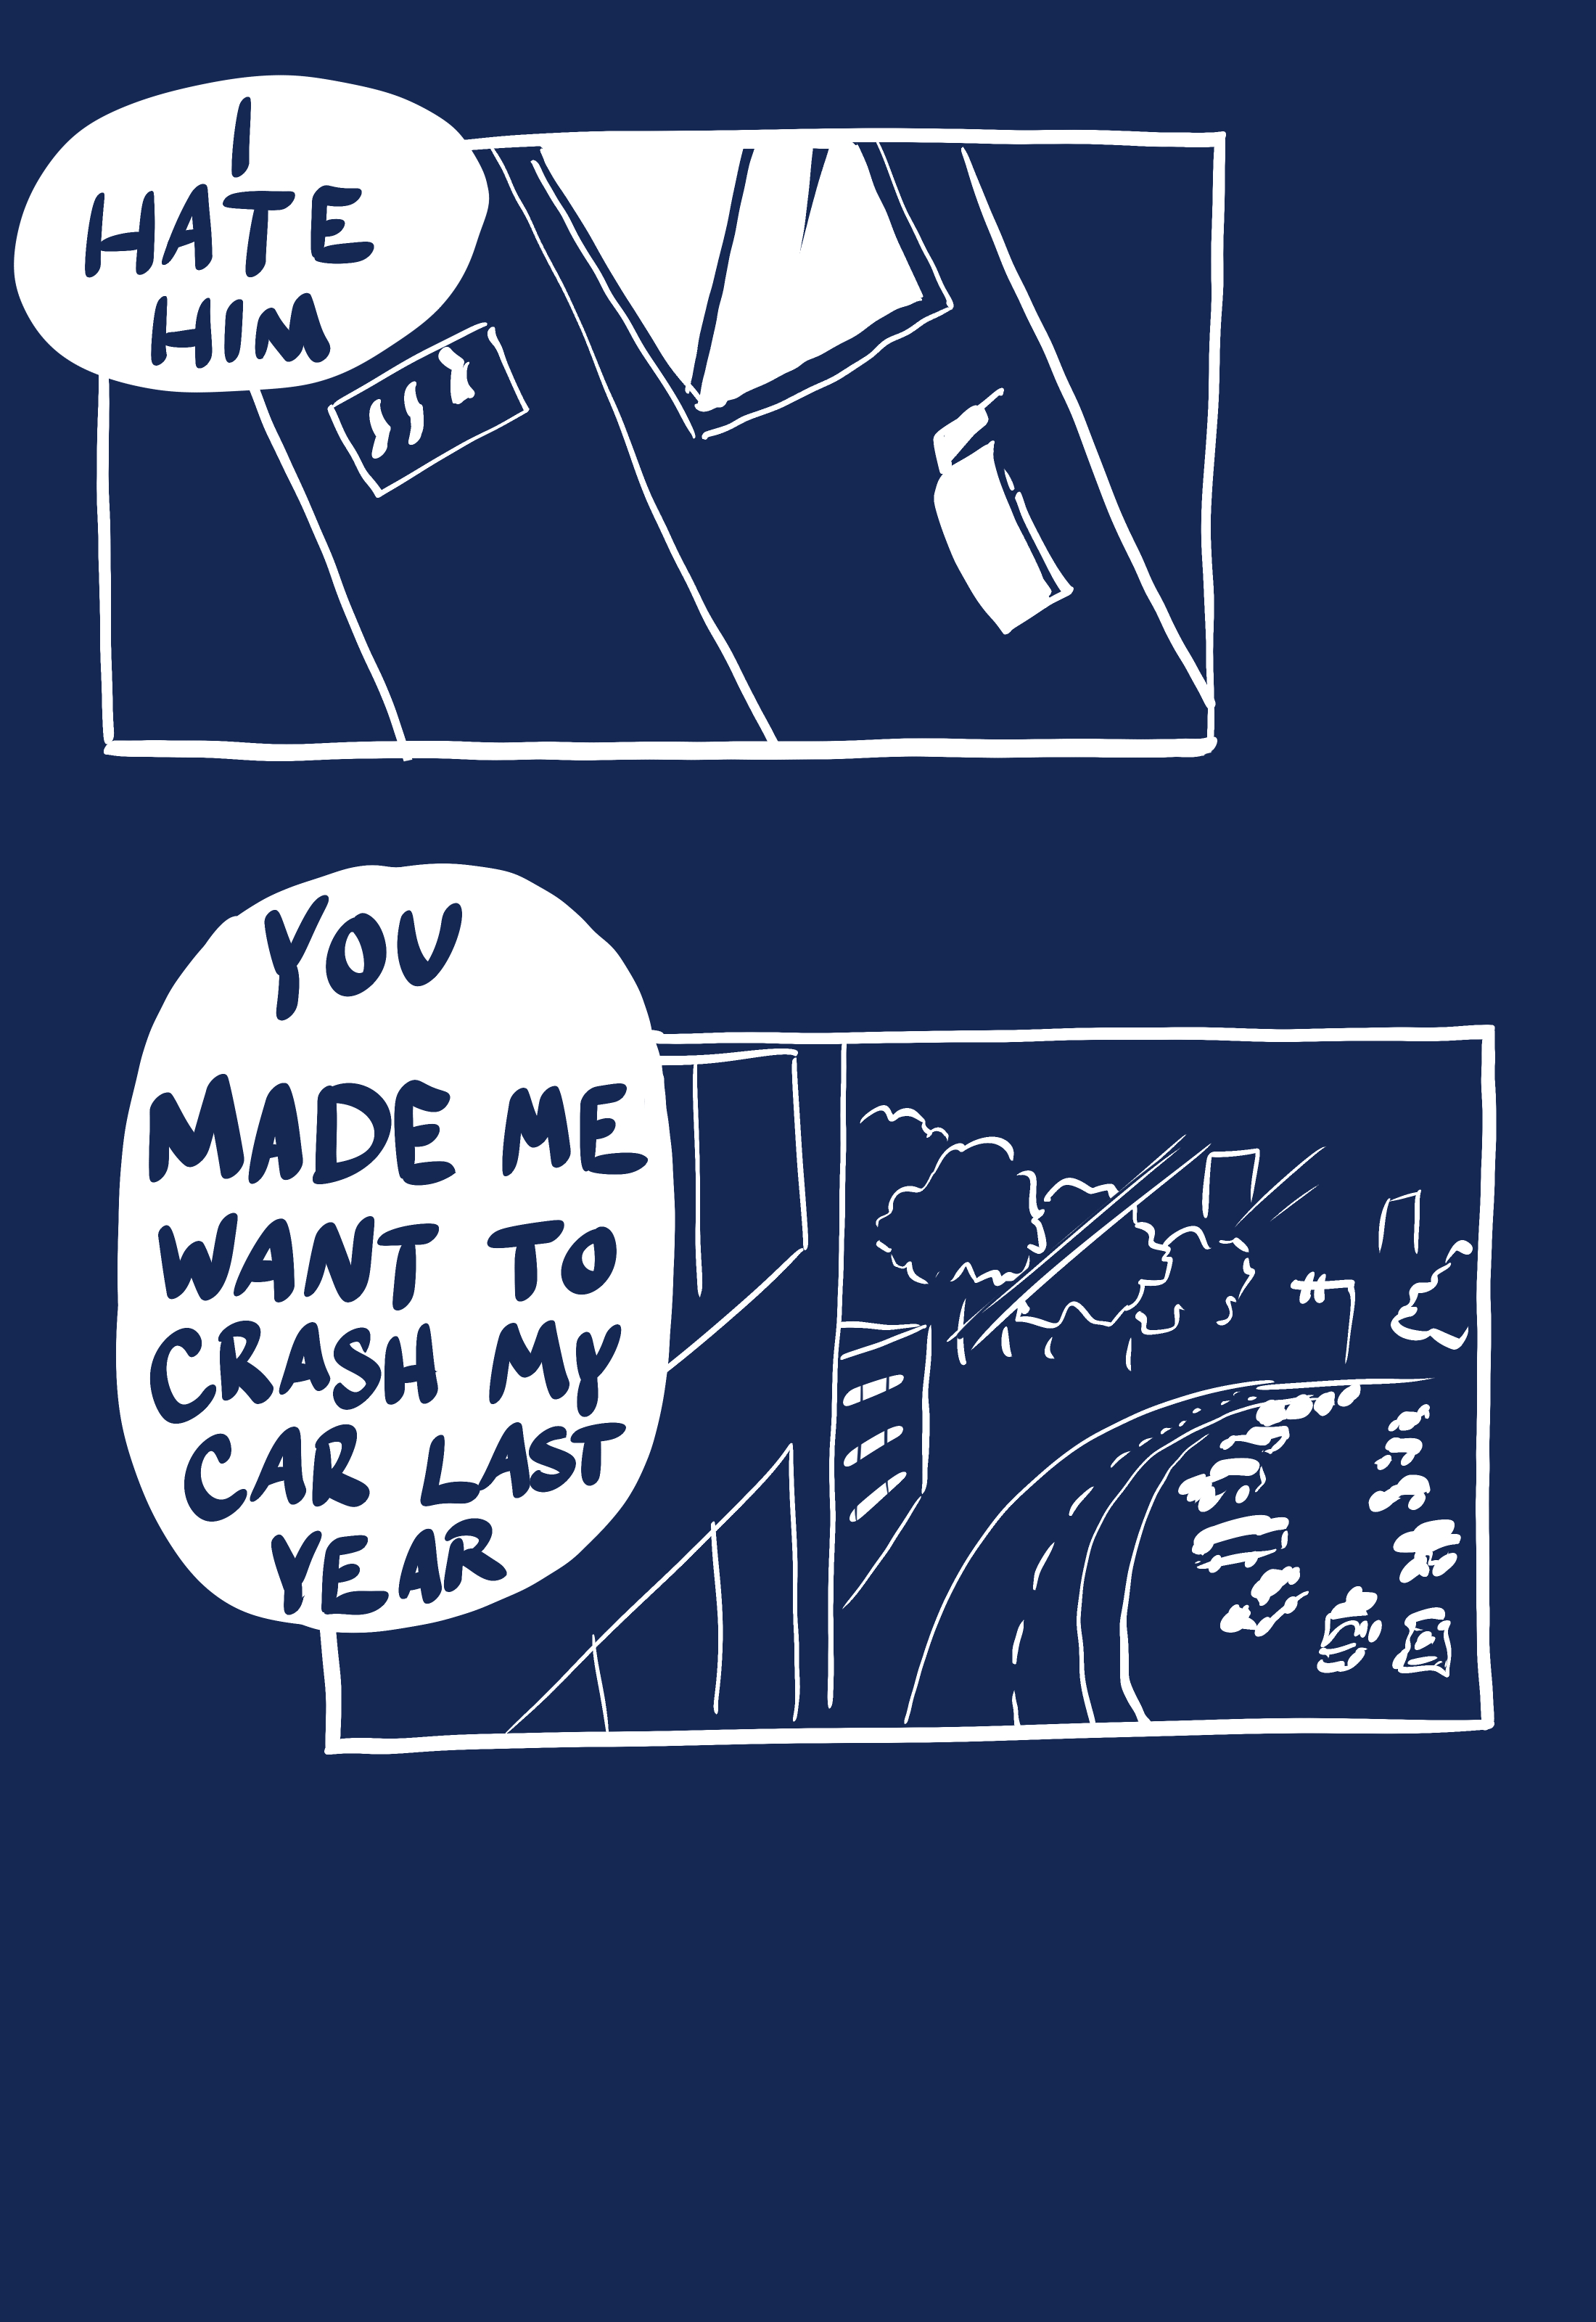 I
HATE
HIM
YOU
MADE ME
WANT TO
CRASH MY
CAR LAST
YEAR